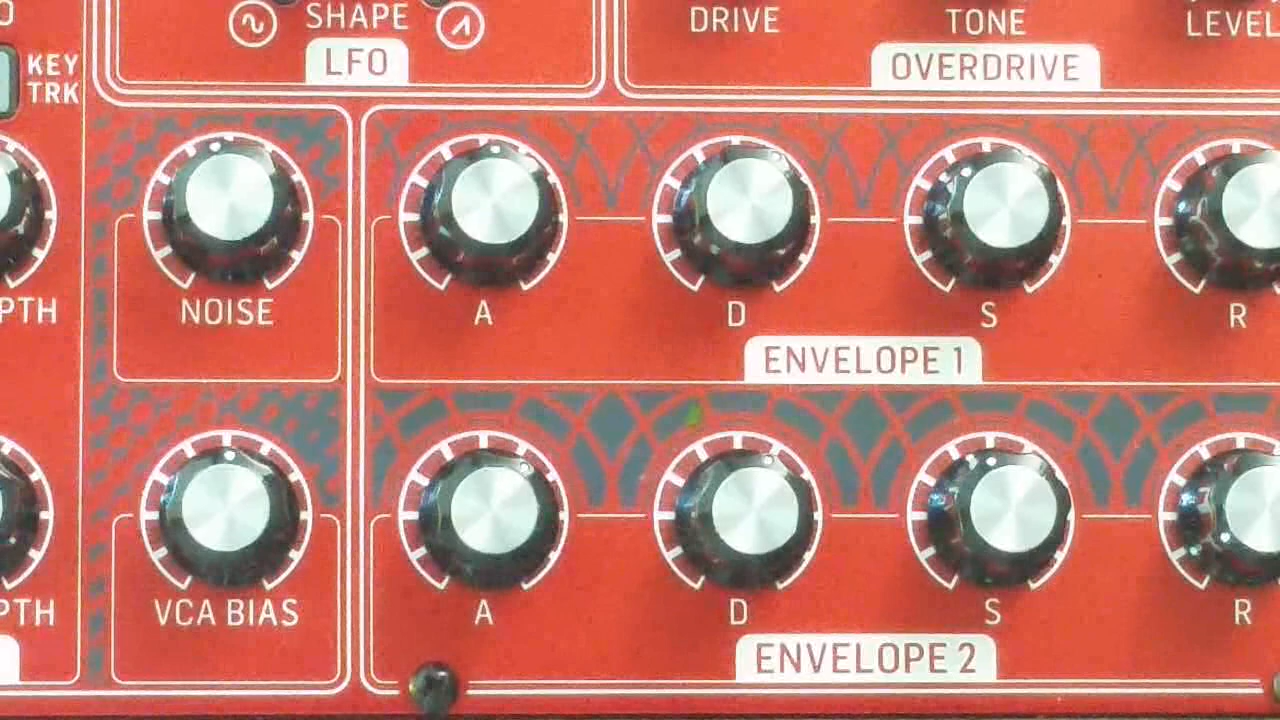 SHAPE
LFO
DRIVE
TONE
LEVEL
OVERDRIVE
KEY
TRK
PTH
NOISE
A
D
S
R
ENVELOPE 1
PTH
VCA BIAS
A
D
S
R
ENVELOPE 2